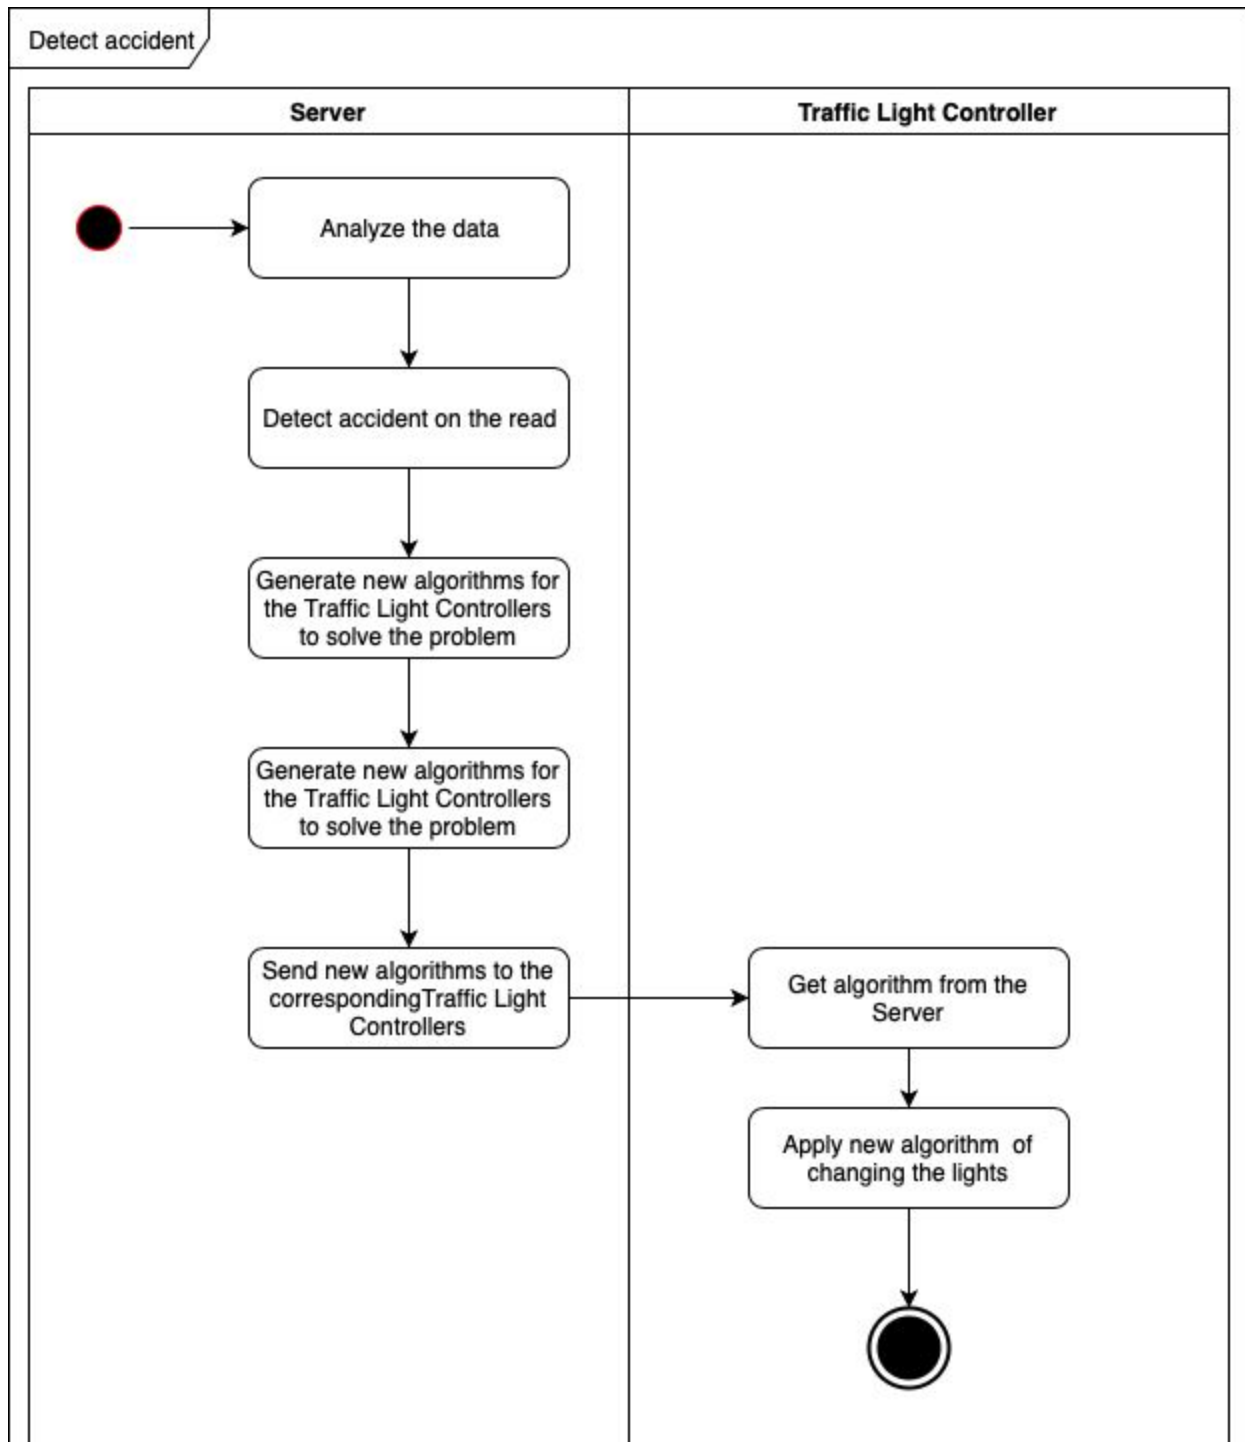 Detect accident
Server
Traffic Light Controller
Analyze the data
Detect accident on the read
Generate new algorithms for
the Traffic Light Controllers
to solve the problem
Generate new algorithms for
the Traffic Light Controllers
to solve the problem
Send new algorithms to the
correspondingTraffic Light
Controllers
Get algorithm from the
Server
Apply new algorithm of
changing the lights